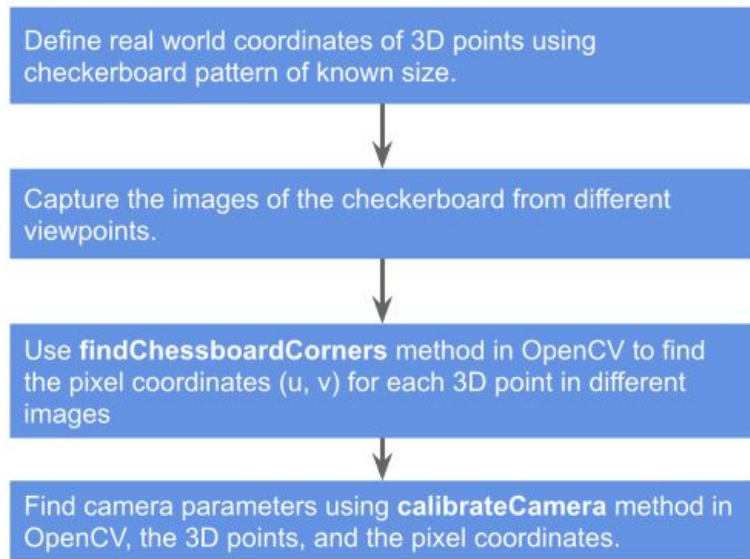 Define real world coordinates of 3D points using
checkerboard pattern of known size.
Capture the images of the checkerboard from different
viewpoints.
Use findChessboardCorners method in OpenCV to find
the pixel coordinates (u, v) for each 3D point in different
images
Find camera parameters using calibrateCamera method in
OpenCV, the 3D points, and the pixel coordinates.